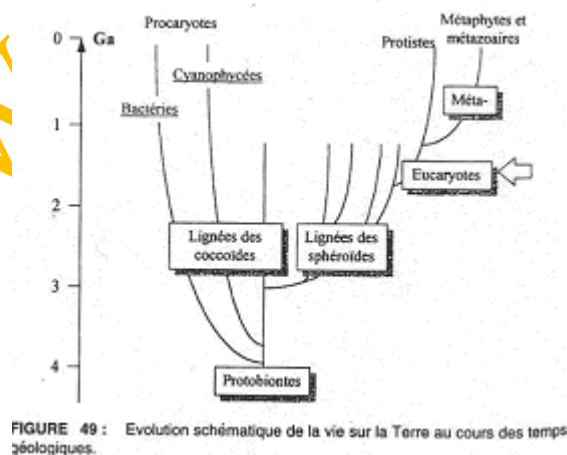 Procaryotes
Métaphytes et
métazoaires
0
Ga
Protistes
Cyanophycées
Bactéries
Méta-
1
Eucaryotes
2
Lignées des
coccoïdes
Lignées des
sphéroïdes
3
4
Protobiontes
FIGURE 49 : Evolution schématique de la vie sur la Terre au cours des temps
géologiques.